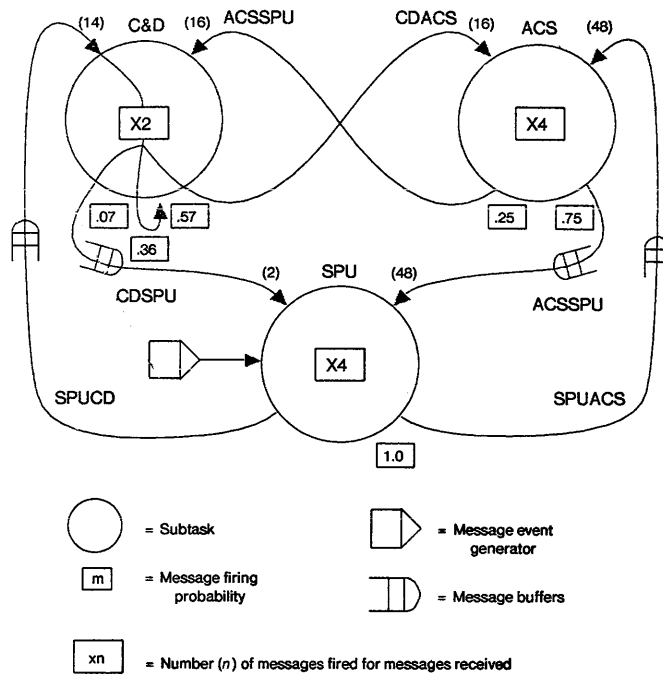 (14) C&D (16) ACSSPU CDACS (16) ACS (48)
X2 X4
.07 .57 .25 .75
.36
(2) SPU (48)
CDSPU ACSSPU
X4
SPUCD SPUACS
1.0
= Subtask
= Message event
generator
m = Message firing
probability
= Message buffers
xn = Number (n) of messages fired for messages received